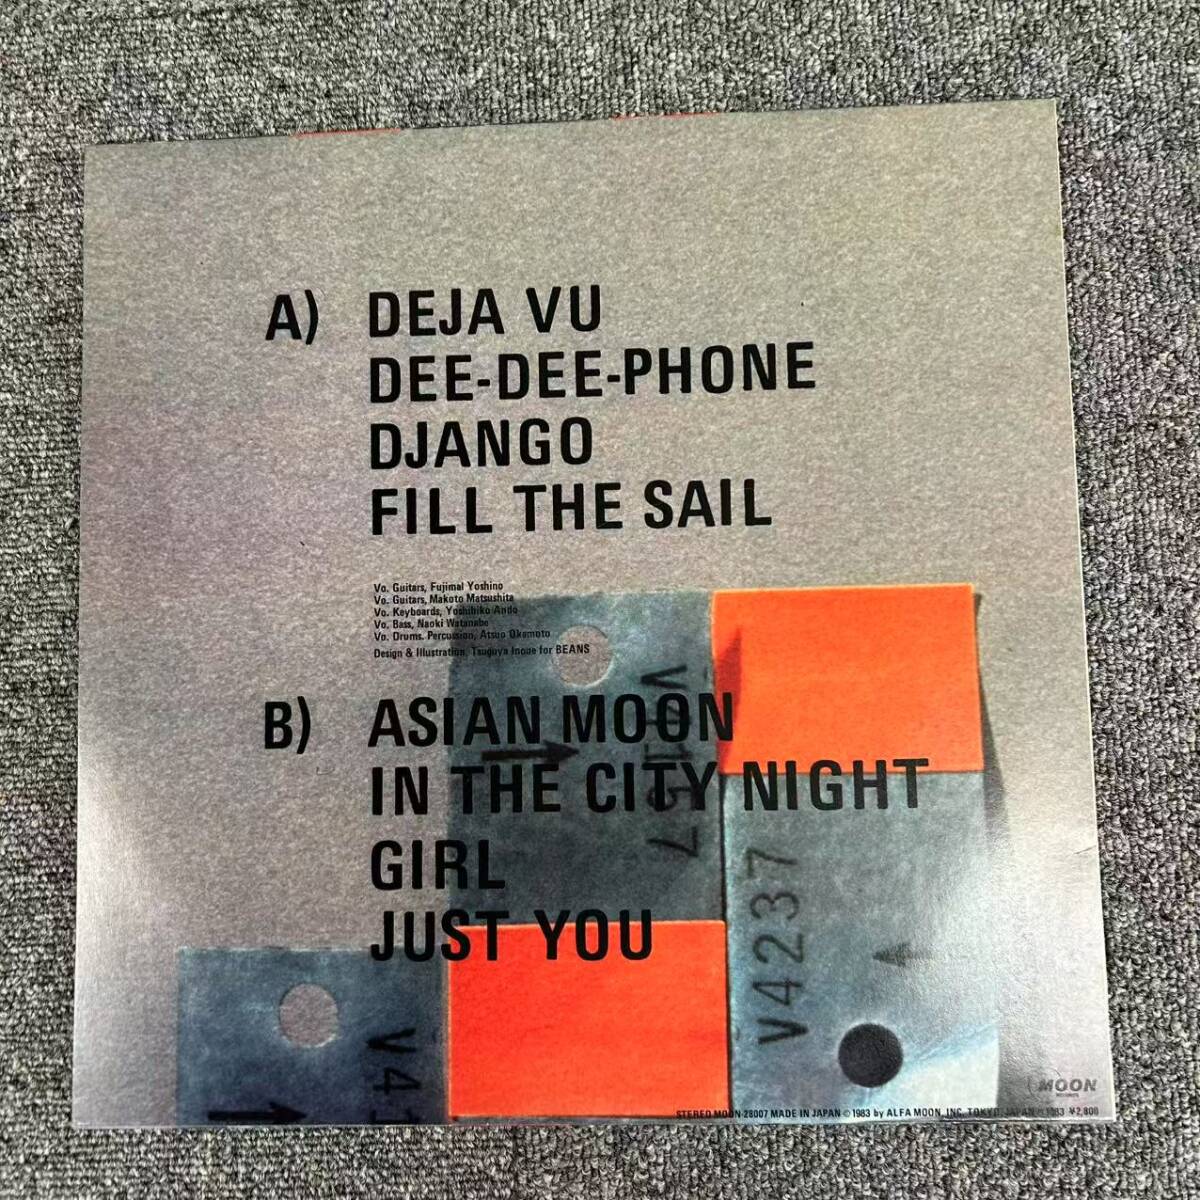 A) DEJA VU
DEE-DEE-PHONE
DJANGO
FILL THE SAIL
Vo. Guitars, Fujimal Yoshino
Vo. Guitars, Makoto Matsushita
Vo. Keyboards, Yoshihiko Ando
Vo. Bass, Naoki Watanabe
Vo. Drums. Percussion, Atsuo Okamoto
Design & Illustration, Tsuguya Inoue for BEANS
B) ASIAN MOON
IN THE CITY NIGHT
GIRL
JUST YOU
V4237
V41
MOON
RECORDS
STEREO MOON-28007 MADE IN JAPAN © 1983 by ALFA MOON, INC. TOKYO, JAPAN 1983 ¥2,800